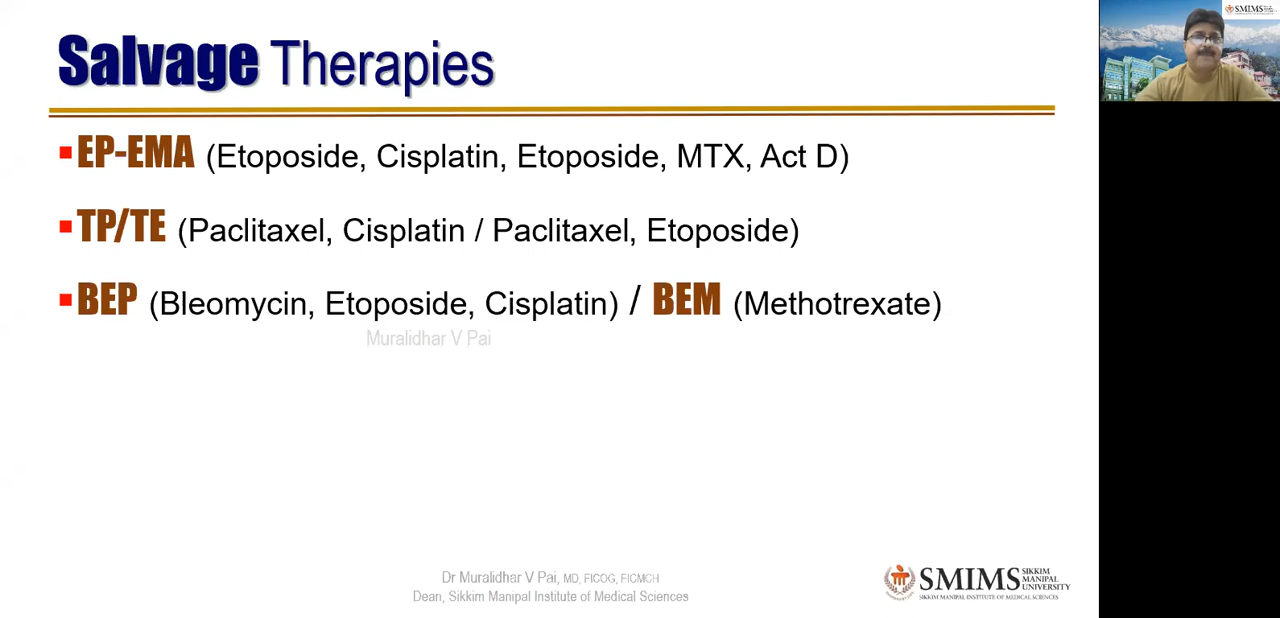 Salvage Therapies
EP-EMA (Etoposide, Cisplatin, Etoposide, MTX, Act D)
TP/TE (Paclitaxel, Cisplatin / Paclitaxel, Etoposide)
BEP (Bleomycin, Etoposide, Cisplatin) / BEM (Methotrexate)
Muralidhar V Pai
Dr Muralidhar V Pai, MD, FICOG, FICMCH
Dean, Sikkim Manipal Institute of Medical Sciences
SMIMS
SIKKIM
MANIPAL
UNIVERSITY
SIKKIM MANIPAL INSTITUTE OF MEDICAL SCIENCES
SMIMS